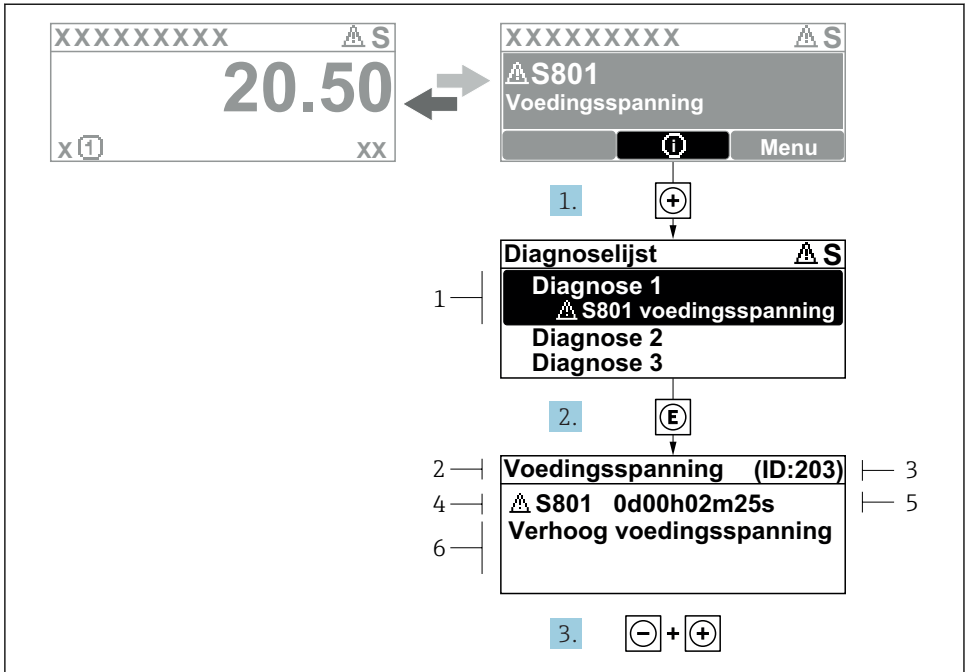 XXXXXXXXX ⚠ S
20.50
x ① xx
XXXXXXXXX ⚠ S
⚠ S801
Voedingsspanning
ⓘ Menu
1. ⊕
Diagnoselijst ⚠ S
1 Diagnose 1
⚠ S801 voedingsspanning
Diagnose 2
Diagnose 3
2. Ⓔ
2 Voedingsspanning (ID:203) 3
4 ⚠ S801 0d00h02m25s 5
6 Verhoog voedingsspanning
3. ⊖ + ⊕